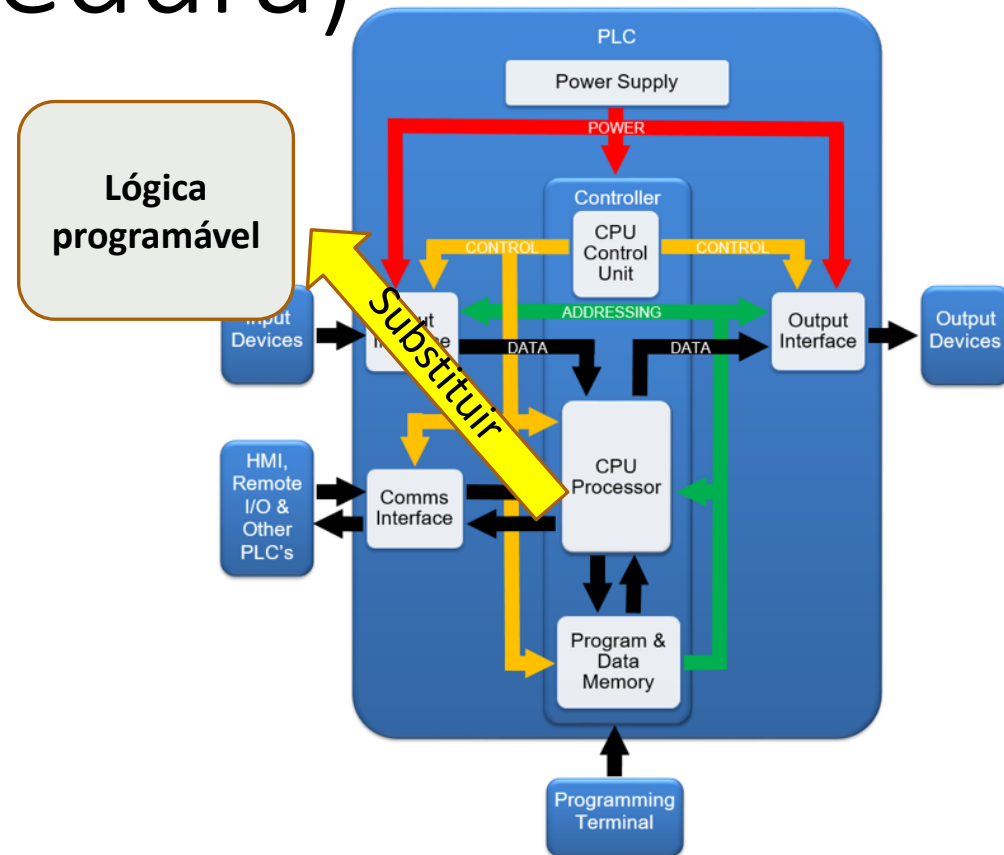 PLC
Power Supply
POWER
Lógica
programável
Controller
CPU
Control
Unit
CONTROL
CONTROL
Substituir
ADDRESSING
Devices
Output
Interface
Output
Devices
DATA
DATA
CPU
Processor
HMI,
Remote
I/O &
Other
PLC's
Comms
Interface
Program &
Data
Memory
Programming
Terminal